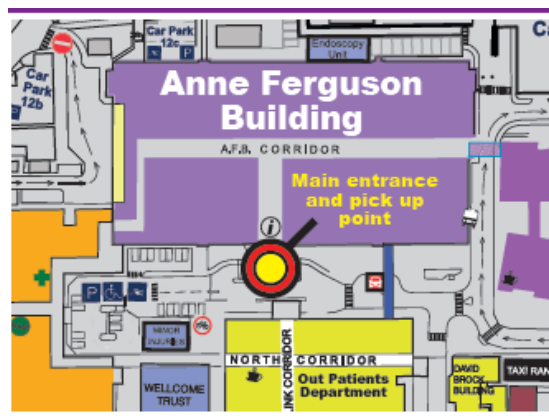 Car Park
12c
Ca
Endoscopy
Unit
P
Car
Park
12b
Anne Ferguson
Building
A.F.B. CORRIDOR
Main entrance
and pick up
point
i
P
MINOR
INJURIES
NORTH CORRIDOR
LINK CORRIDOR
Out Patients
Department
WELLCOME
TRUST
DAVID
BROCK
BUILDING
TAXI RAN